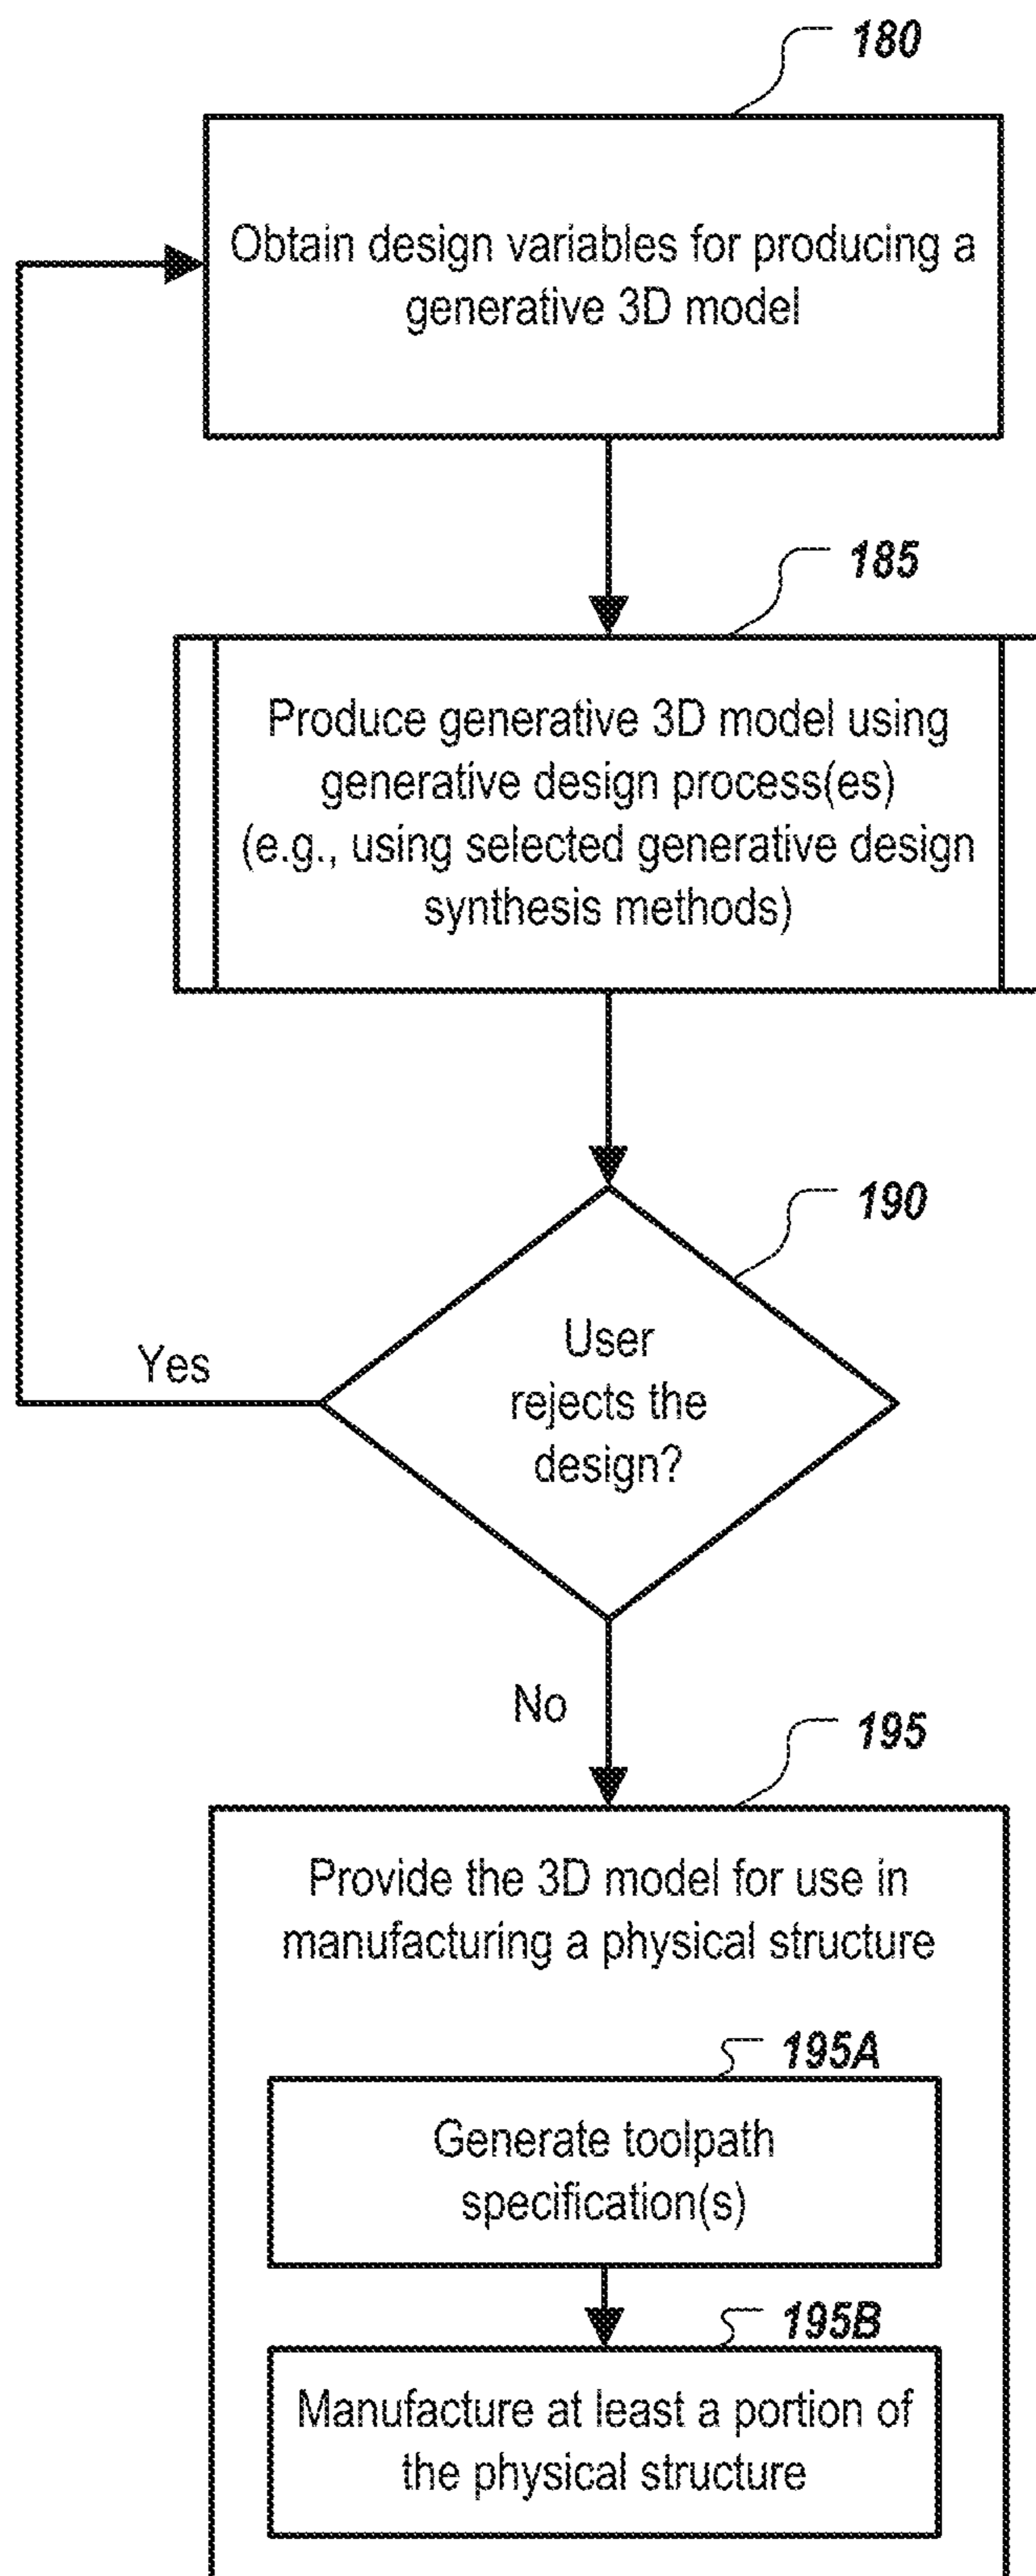 180
Obtain design variables for producing a
generative 3D model
185
Produce generative 3D model using
generative design process(es)
(e.g., using selected generative design
synthesis methods)
190
User
rejects the
design?
Yes
No
195
Provide the 3D model for use in
manufacturing a physical structure
195A
Generate toolpath
specification(s)
195B
Manufacture at least a portion of
the physical structure